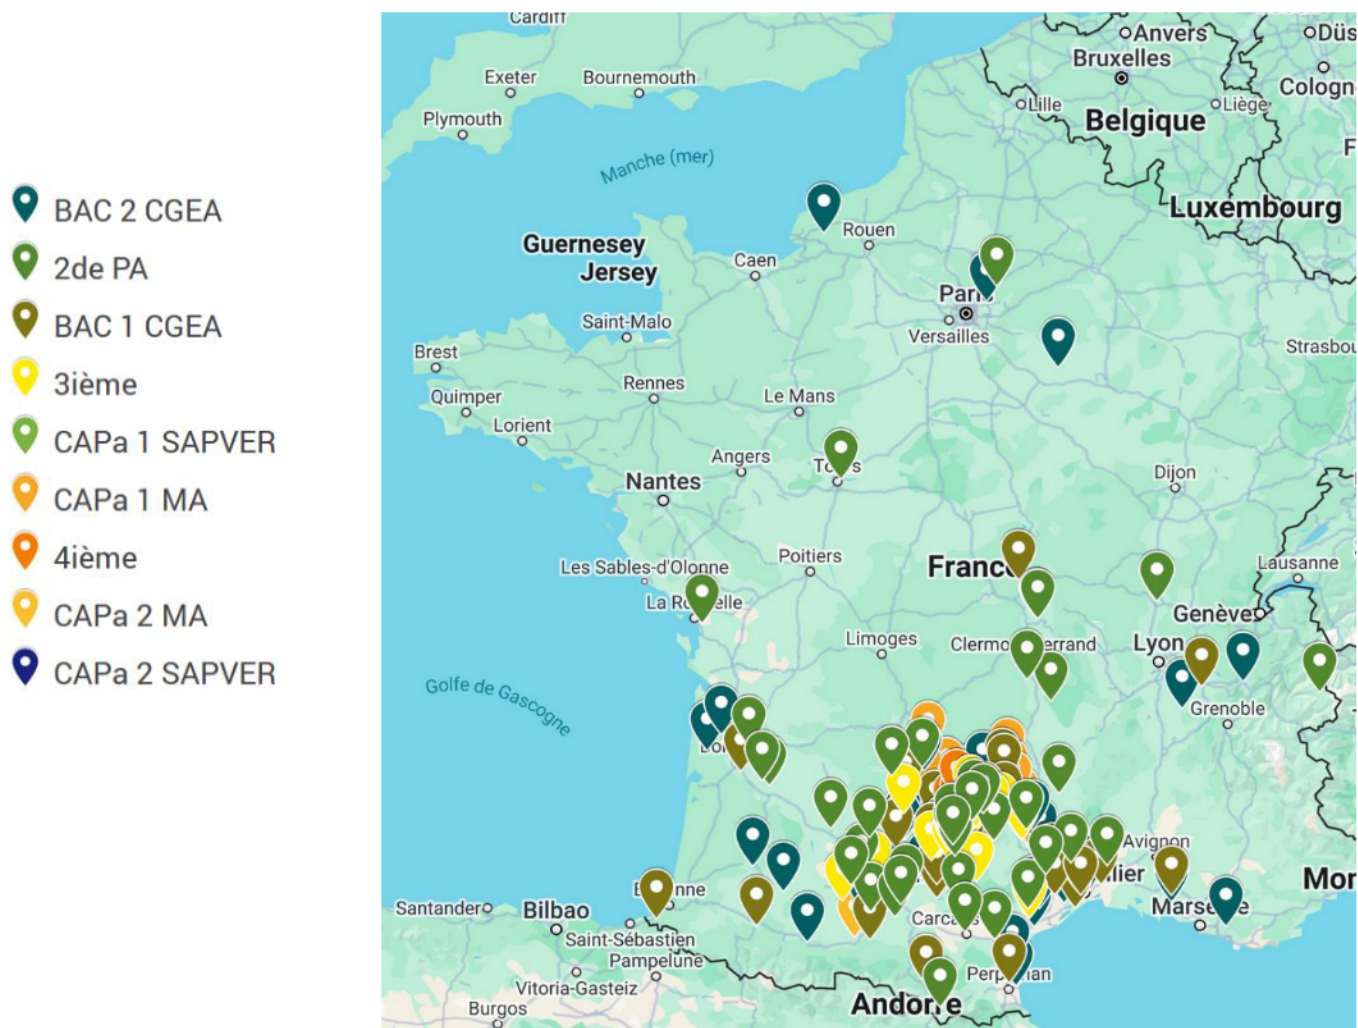 BAC 2 CGEA
2de PA
BAC 1 CGEA
3ième
CAPa 1 SAPVER
CAPa 1 MA
4ième
CAPa 2 MA
CAPa 2 SAPVER
Cardiff
Anvers
Bruxelles
Exeter
Bournemouth
Lille
Liège
Plymouth
Belgique
Manche (mer)
Luxembourg
Rouen
Guernesey
Jersey
Caen
Versailles
Saint-Malo
Brest
Rennes
Le Mans
Quimper
Lorient
Angers
Nantes
Dijon
Poitiers
Les Sables-d'Olonne
Lausanne
Genève
Limoges
Lyon
Golfe de Gascogne
Grenoble
Avignon
Santander
Bilbao
Saint-Sébastien
Pampelune
Vitoria-Gasteiz
Burgos
Andorre